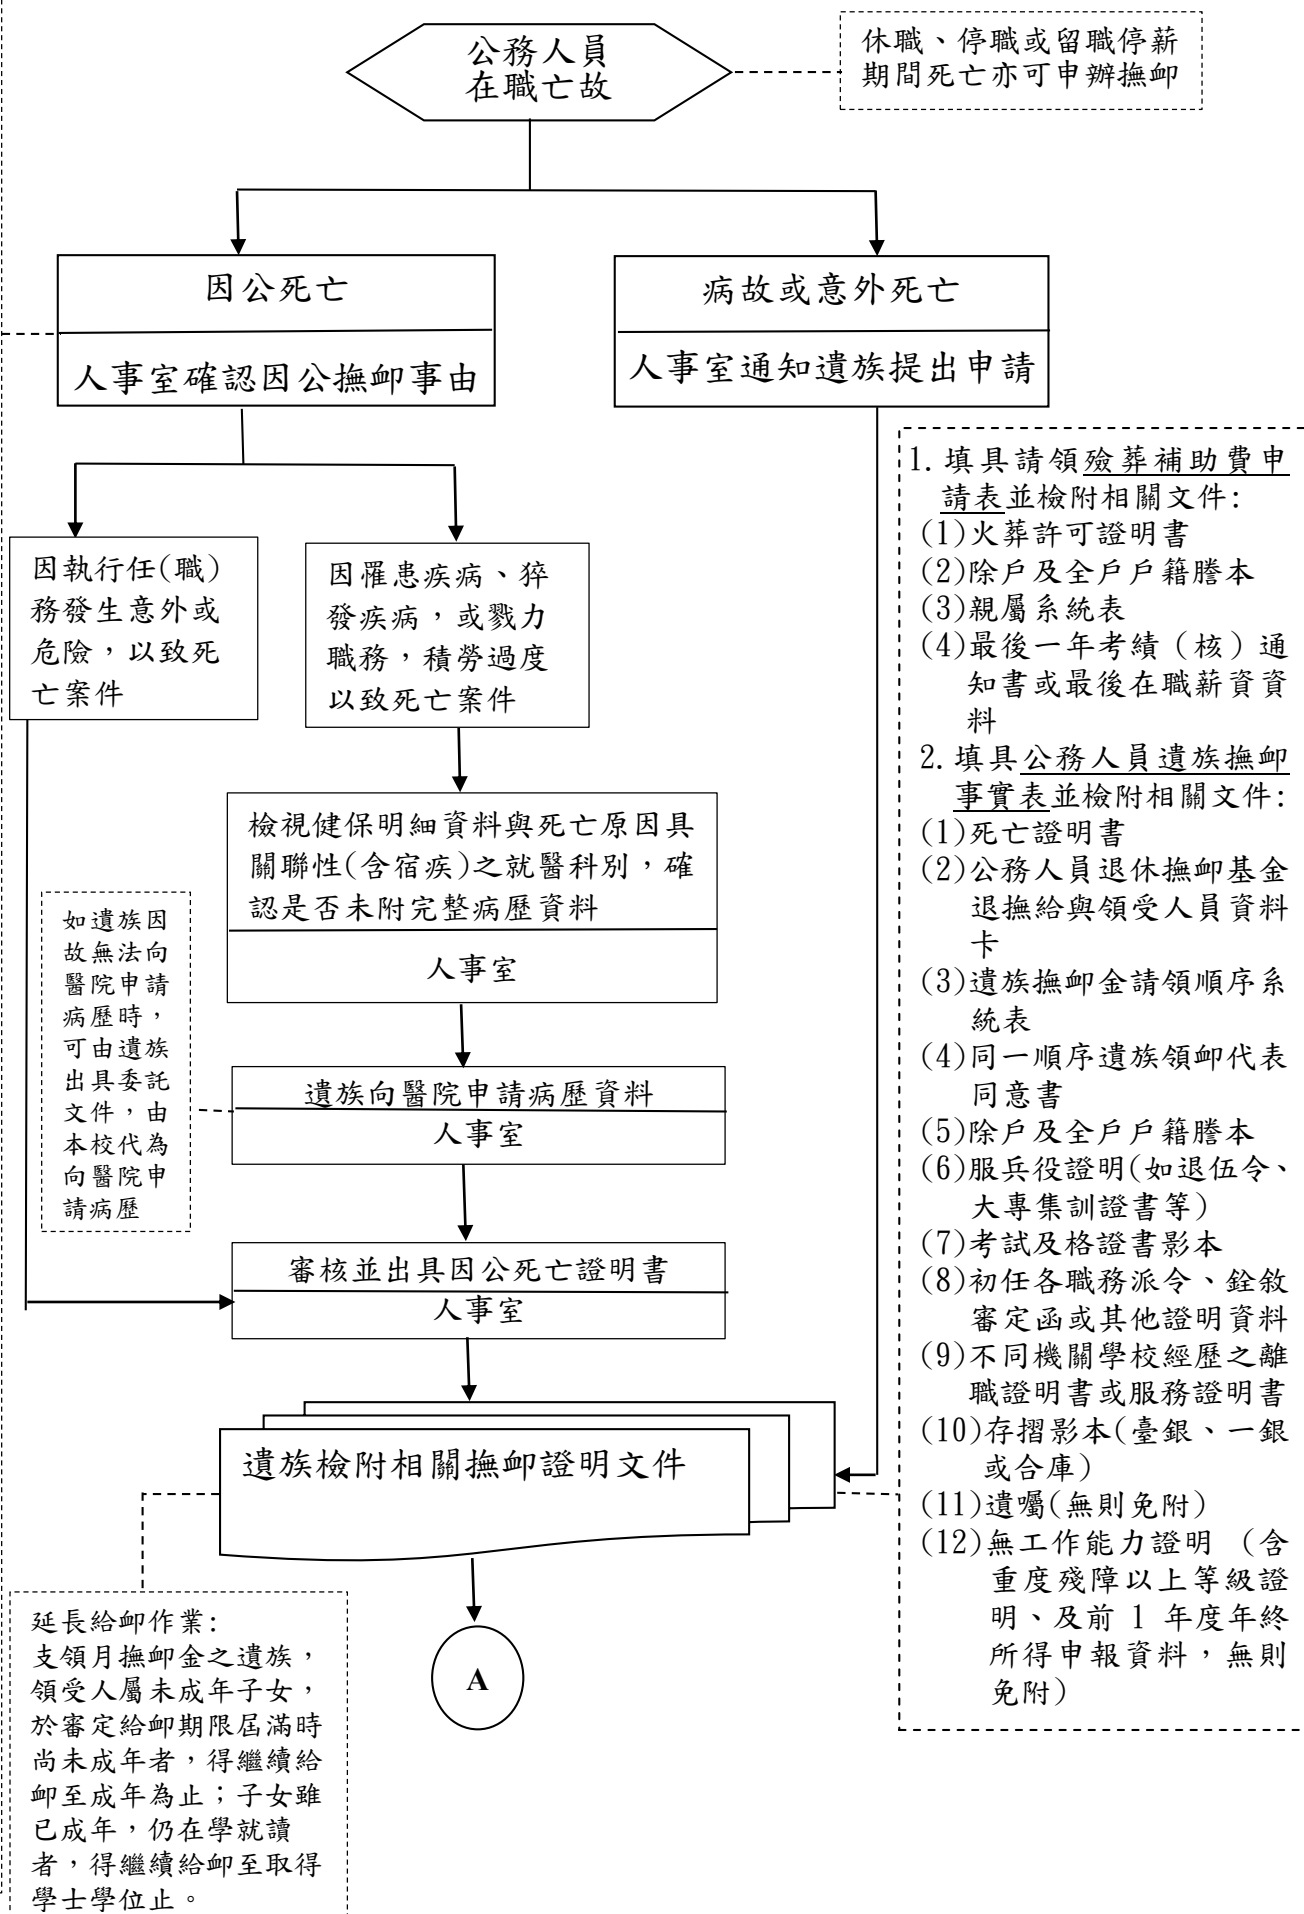 公務人員
在職亡故
休職、停職或留職停薪
期間死亡亦可申辦撫卹
因公死亡
人事室確認因公撫卹事由
病故或意外死亡
人事室通知遺族提出申請
因執行任(職)
務發生意外或
危險，以致死
亡案件
因罹患疾病、猝
發疾病，或戮力
職務，積勞過度
以致死亡案件
檢視健保明細資料與死亡原因具
關聯性(含宿疾)之就醫科別，確
認是否未附完整病歷資料
人事室
如遺族因
故無法向
醫院申請
病歷時，
可由遺族
出具委託
文件，由
本校代為
向醫院申
請病歷
遺族向醫院申請病歷資料
人事室
審核並出具因公死亡證明書
人事室
遺族檢附相關撫卹證明文件
A
延長給卹作業:
支領月撫卹金之遺族，
領受人屬未成年子女，
於審定給卹期限屆滿時
尚未成年者，得繼續給
卹至成年為止；子女雖
已成年，仍在學就讀
者，得繼續給卹至取得
學士學位止。
1. 填具請領殮葬補助費申
請表並檢附相關文件:
(1)火葬許可證明書
(2)除戶及全戶戶籍謄本
(3)親屬系統表
(4)最後一年考績（核）通
知書或最後在職薪資資
料
2. 填具公務人員遺族撫卹
事實表並檢附相關文件:
(1)死亡證明書
(2)公務人員退休撫卹基金
退撫給與領受人員資料
卡
(3)遺族撫卹金請領順序系
統表
(4)同一順序遺族領卹代表
同意書
(5)除戶及全戶戶籍謄本
(6)服兵役證明(如退伍令、
大專集訓證書等)
(7)考試及格證書影本
(8)初任各職務派令、銓敘
審定函或其他證明資料
(9)不同機關學校經歷之離
職證明書或服務證明書
(10)存摺影本(臺銀、一銀
或合庫)
(11)遺囑(無則免附)
(12)無工作能力證明 （含
重度殘障以上等級證
明、及前 1 年度年終
所得申報資料，無則
免附）